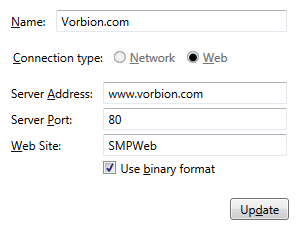 Name: Vorbion.com
Connection type: Network Web
Server Address: www.vorbion.com
Server Port: 80
Web Site: SMPWeb
Use binary format
Update